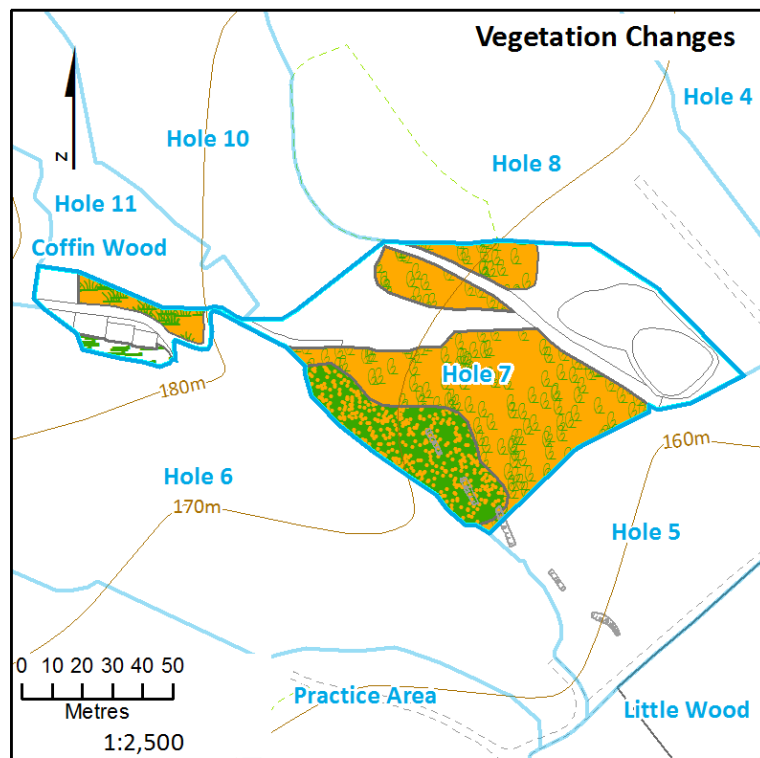 Vegetation Changes
Hole 4
Hole 10
Hole 8
N
Hole 11
Coffin Wood
Hole 7
180m
160m
Hole 6
170m
Hole 5
0 10 20 30 40 50
Metres
1:2,500
Practice Area
Little Wood